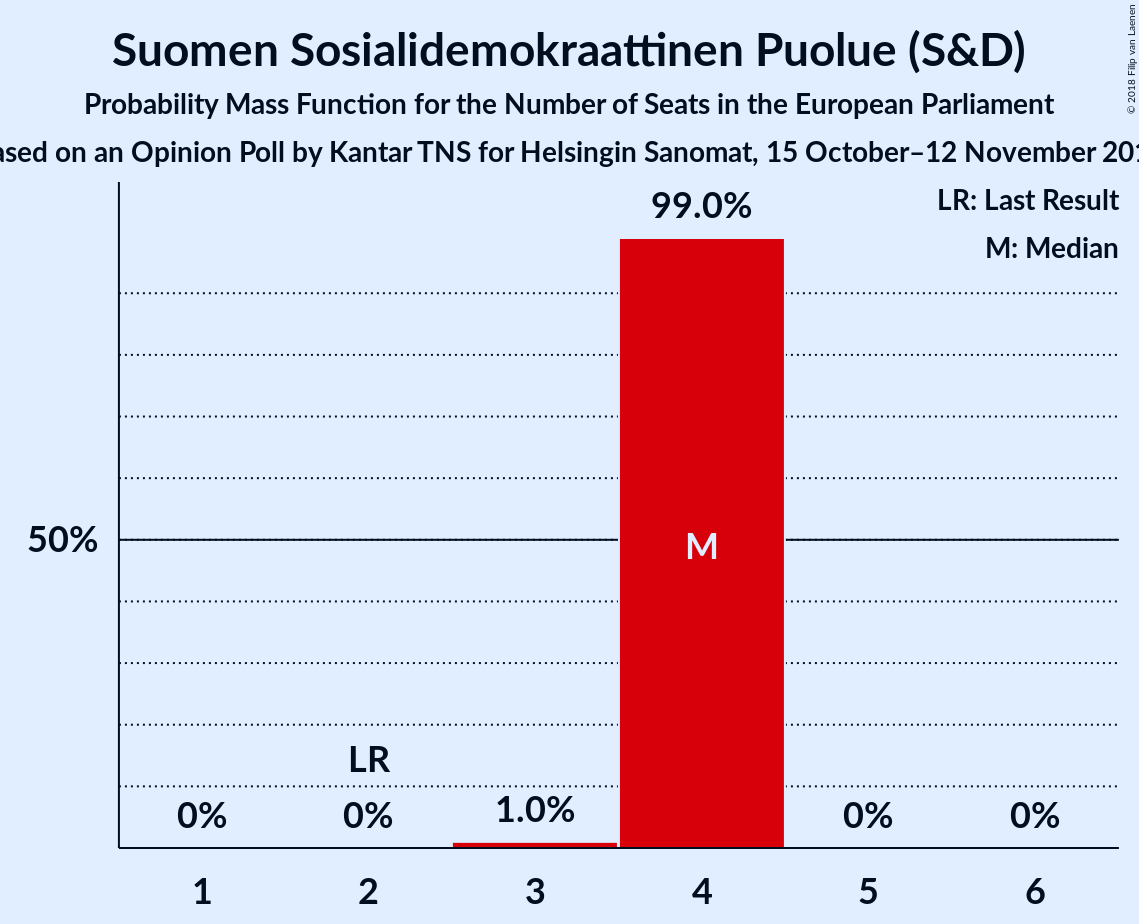 Suomen Sosialidemokraattinen Puolue (S&D)
Probability Mass Function for the Number of Seats in the European Parliament
on an Opinion Poll by Kantar TNS for Helsingin Sanomat, 15 October–12 November
© 2018 Filip van Laenen
LR: Last Result
M: Median
99.0%
50%
M
LR
0% 0% 1.0% 0% 0%
1 2 3 4 5 6